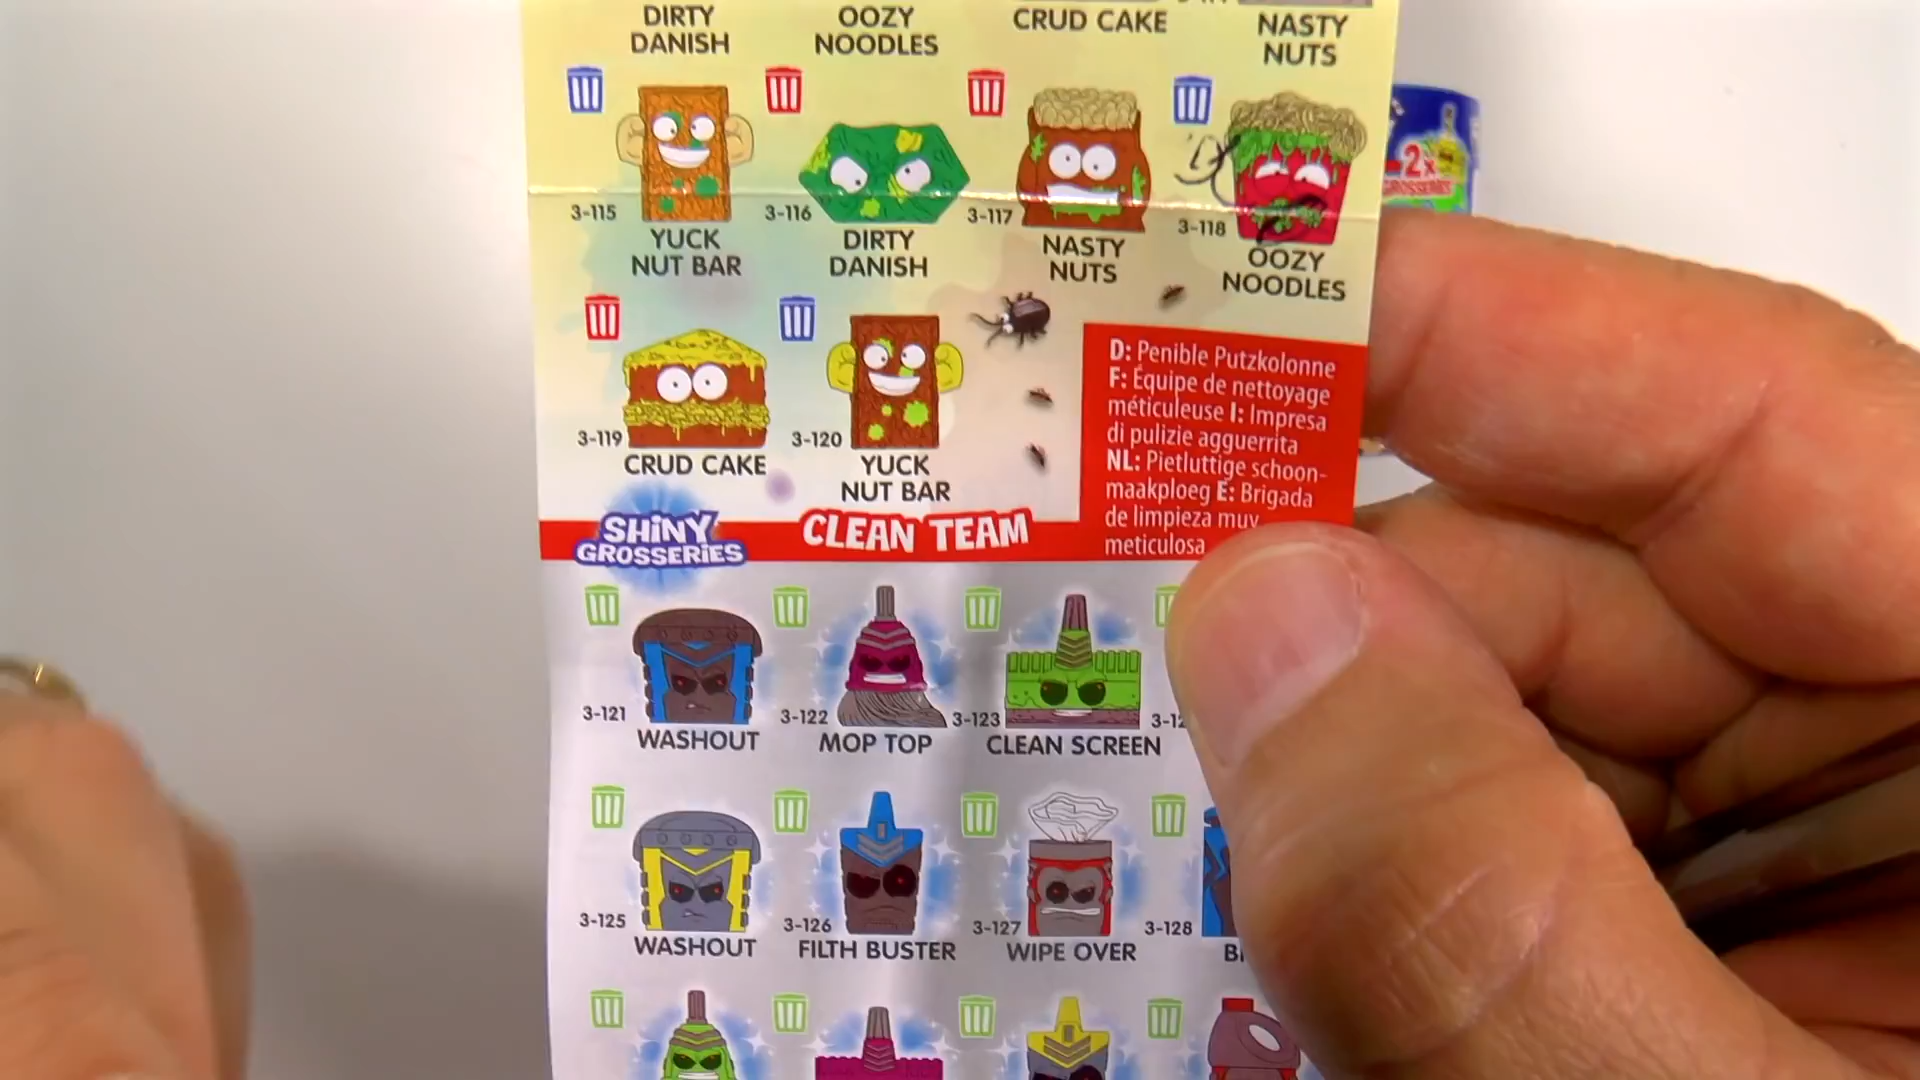 DIRTY
DANISH
OOZY
NOODLES
CRUD CAKE
NASTY
NUTS
3-115
YUCK
NUT BAR
3-116
DIRTY
DANISH
3-117
NASTY
NUTS
3-118
OOZY
NOODLES
2x
GROSSERIES
3-119
CRUD CAKE
3-120
YUCK
NUT BAR
D: Penible Putzkolonne
F: Équipe de nettoyage
méticuleuse I: Impresa
di pulizie agguerrita
NL: Pietluttige schoon-
maakploeg E: Brigada
de limpieza muy
meticulosa
SHINY
GROSSERIES
CLEAN TEAM
3-121
WASHOUT
3-122
MOP TOP
3-123
CLEAN SCREEN
3-12
3-125
WASHOUT
3-126
FILTH BUSTER
3-127
WIPE OVER
3-128